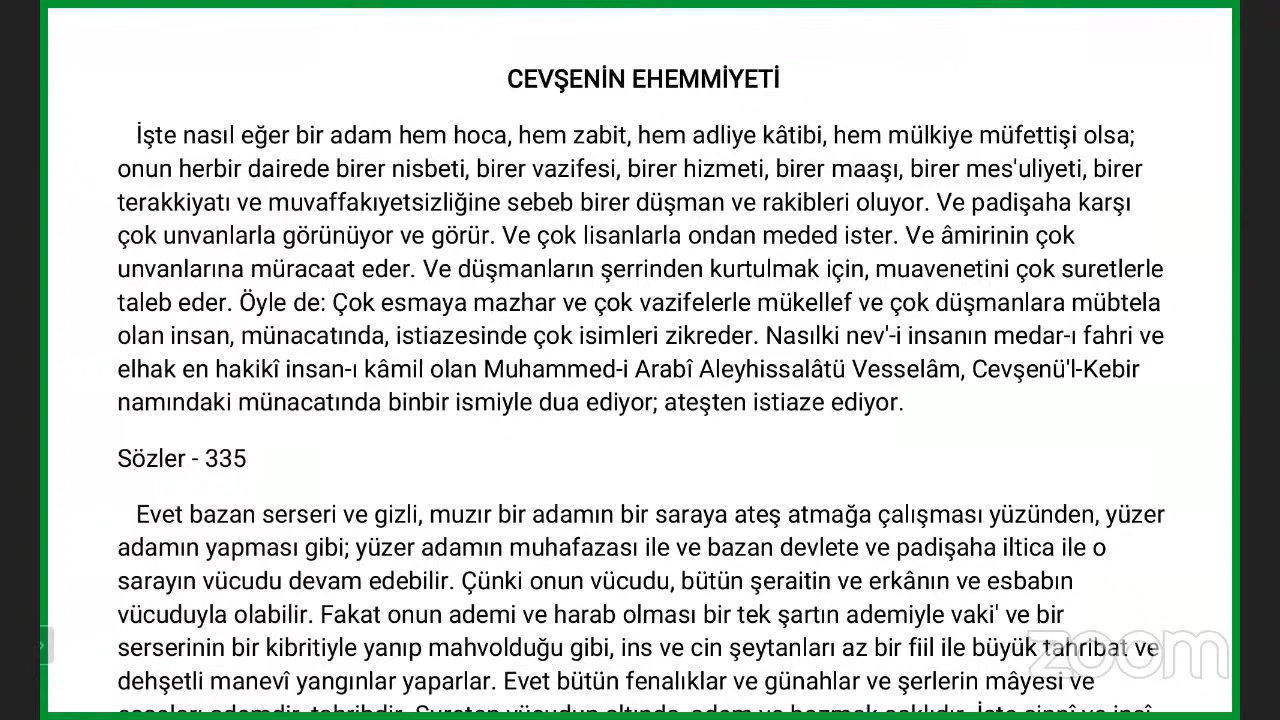 CEVŞENİN EHEMMİYETİ
İşte nasıl eğer bir adam hem hoca, hem zabit, hem adliye kâtibi, hem mülkiye müfettişi olsa;
onun herbir dairede birer nisbeti, birer vazifesi, birer hizmeti, birer maaşı, birer mes'uliyeti, birer
terakkiyatı ve muvaffakıyetsizliğine sebeb birer düşman ve rakibleri oluyor. Ve padişaha karşı
çok unvanlarla görünüyor ve görür. Ve çok lisanlarla ondan meded ister. Ve âmirinin çok
unvanlarına müracaat eder. Ve düşmanların şerrinden kurtulmak için, muavenetini çok suretlerle
taleb eder. Öyle de: Çok esmaya mazhar ve çok vazifelerle mükellef ve çok düşmanlara mübtela
olan insan, münacatında, istiazesinde çok isimleri zikreder. Nasılki nev'-i insanın medar-ı fahri ve
elhak en hakikî insan-ı kâmil olan Muhammed-i Arabî Aleyhissalâtü Vesselâm, Cevşenü'l-Kebir
namındaki münacatında binbir ismiyle dua ediyor; ateşten istiaze ediyor.
Sözler - 335
Evet bazan serseri ve gizli, muzır bir adamın bir saraya ateş atmağa çalışması yüzünden, yüzer
adamın yapması gibi; yüzer adamın muhafazası ile ve bazan devlete ve padişaha iltica ile o
sarayın vücudu devam edebilir. Çünki onun vücudu, bütün şeraitin ve erkânın ve esbabın
vücuduyla olabilir. Fakat onun ademi ve harab olması bir tek şartın ademiyle vaki' ve bir
serserinin bir kibritiyle yanıp mahvolduğu gibi, ins ve cin şeytanları az bir fiil ile büyük tahribat ve
dehşetli manevî yangınlar yaparlar. Evet bütün fenalıklar ve günahlar ve şerlerin mâyesi ve
zoom